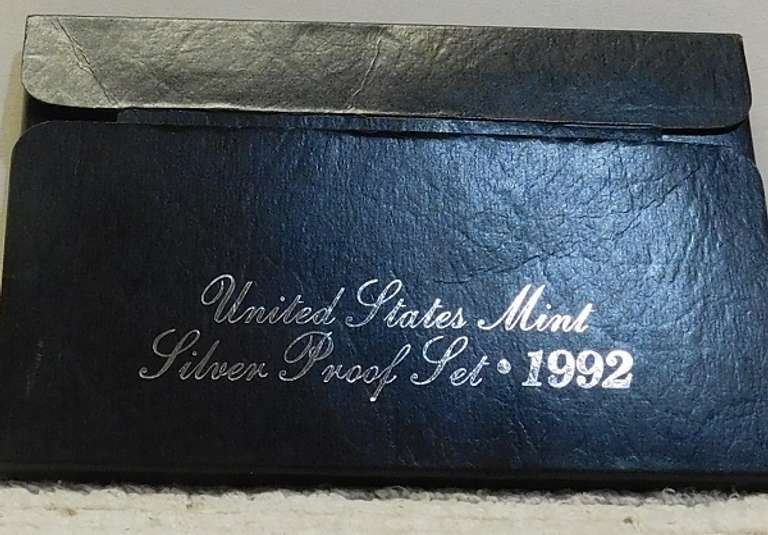 United States Mint
Silver Proof Set • 1992